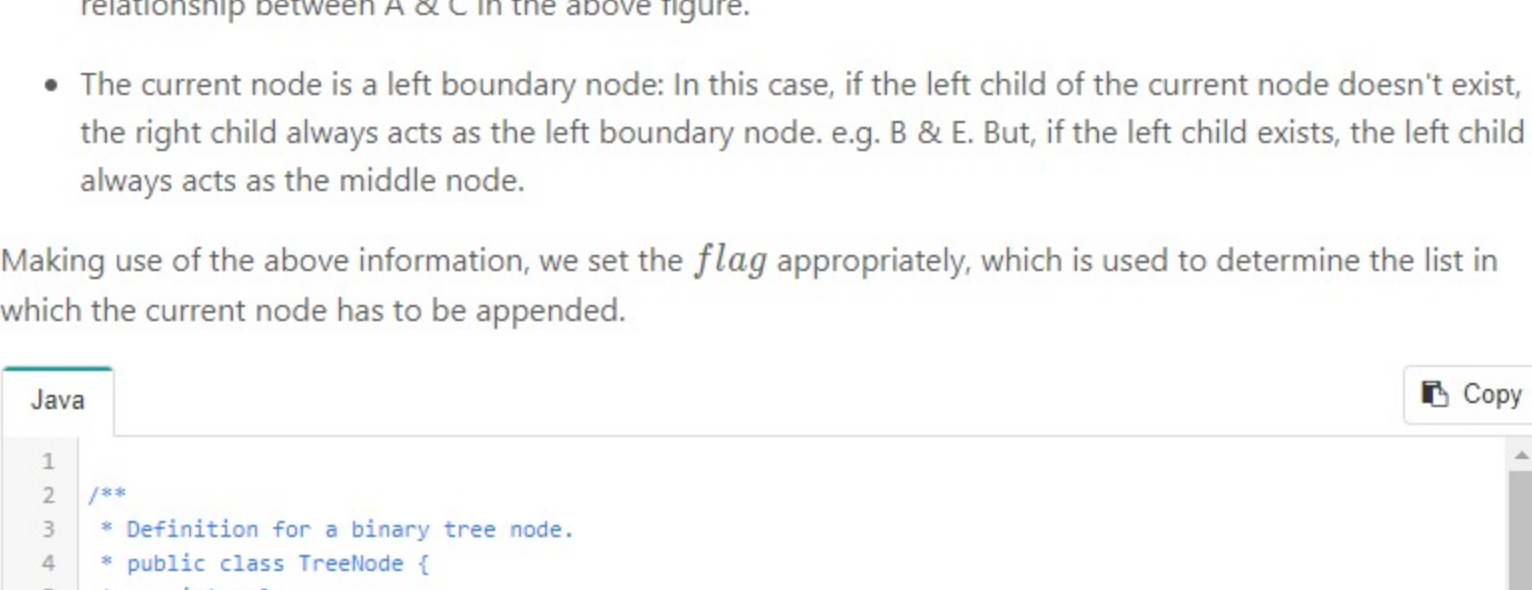 relationship between A & C in the above figure.
• The current node is a left boundary node: In this case, if the left child of the current node doesn't exist,
the right child always acts as the left boundary node. e.g. B & E. But, if the left child exists, the left child
always acts as the middle node.
Making use of the above information, we set the flag appropriately, which is used to determine the list in
which the current node has to be appended.
Java
Copy
1
2 /**
3 * Definition for a binary tree node.
4 * public class TreeNode {